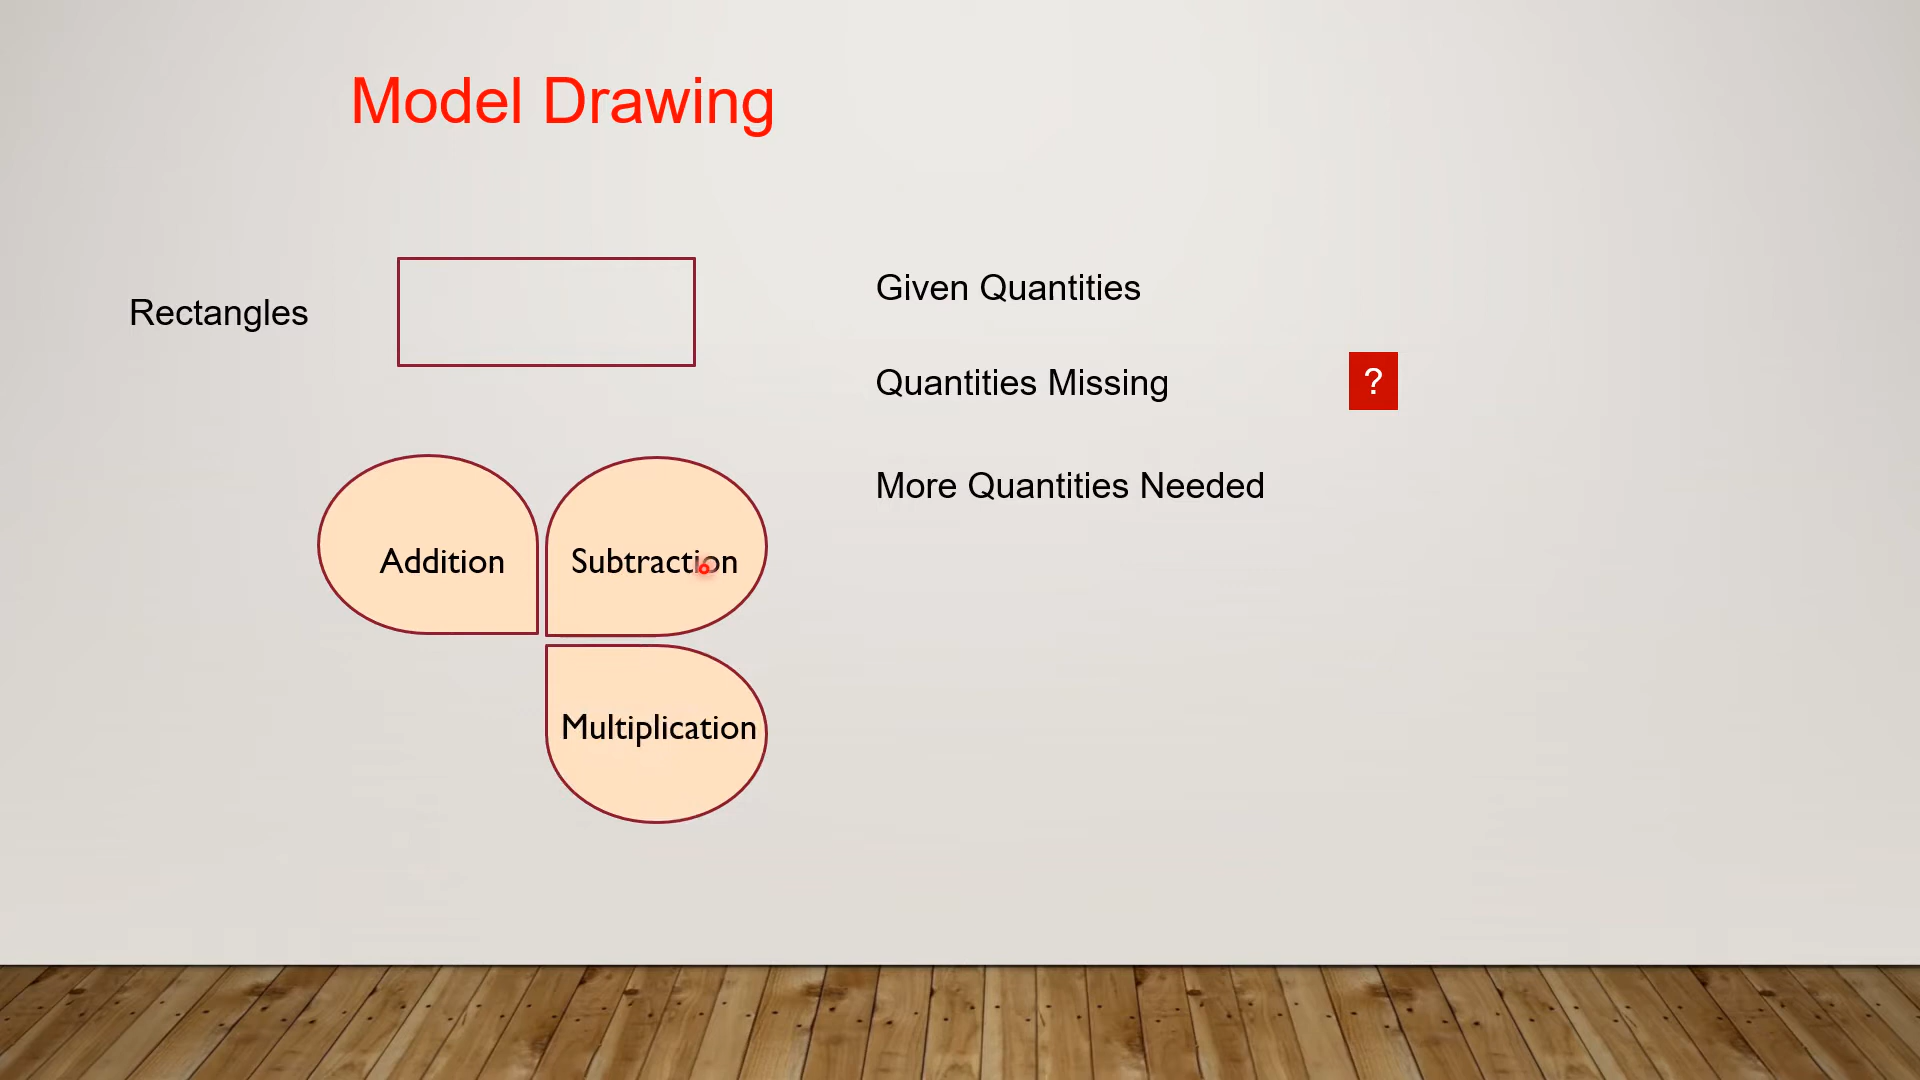 Model Drawing
Rectangles
Given Quantities
Quantities Missing
?
More Quantities Needed
Addition
Subtraction
Multiplication